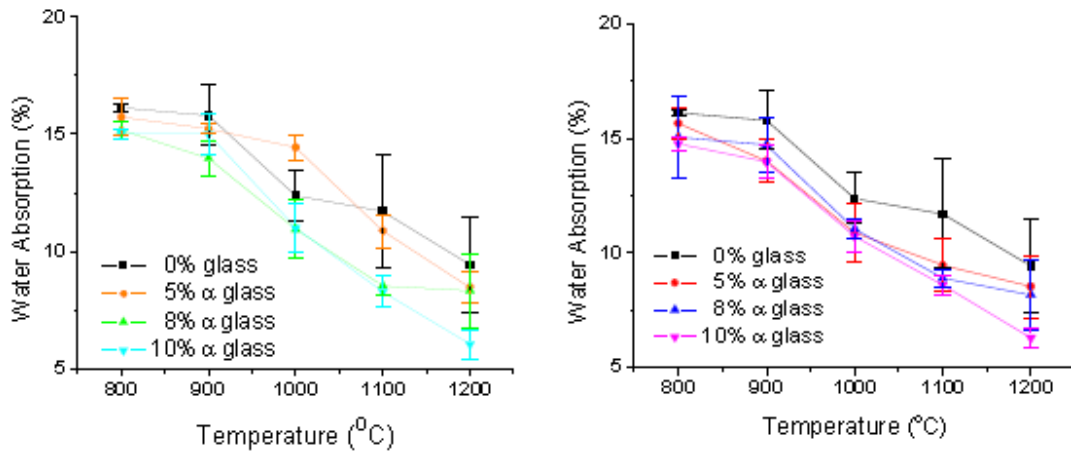 20
15
10
5
Water Absorption (%)
0% glass
5% α glass
8% α glass
10% α glass
800 900 1000 1100 1200
Temperature (⁰C)
20
15
10
5
Water Absorption (%)
0% glass
5% α glass
8% α glass
10% α glass
800 900 1000 1100 1200
Temperature (°C)